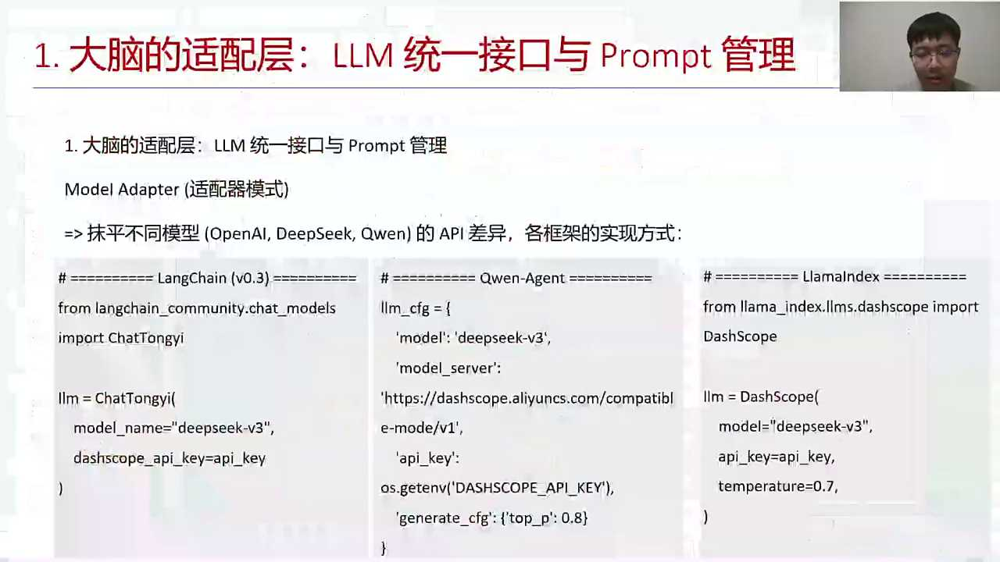 1. 大脑的适配层：LLM 统一接口与 Prompt 管理
1. 大脑的适配层：LLM 统一接口与 Prompt 管理
Model Adapter (适配器模式)
=> 抹平不同模型 (OpenAI, DeepSeek, Qwen) 的 API 差异，各框架的实现方式：
# ========== LangChain (v0.3) ==========
from langchain_community.chat_models
import ChatTongyi
llm = ChatTongyi(
model_name="deepseek-v3",
dashscope_api_key=api_key
)
# ========== Qwen-Agent ==========
llm_cfg = {
'model': 'deepseek-v3',
'model_server':
'https://dashscope.aliyuncs.com/compatibl
e-mode/v1',
'api_key':
os.getenv('DASHSCOPE_API_KEY'),
'generate_cfg': {'top_p': 0.8}
}
# ========== LlamaIndex ==========
from llama_index.llms.dashscope import
DashScope
llm = DashScope(
model="deepseek-v3",
api_key=api_key,
temperature=0.7,
)